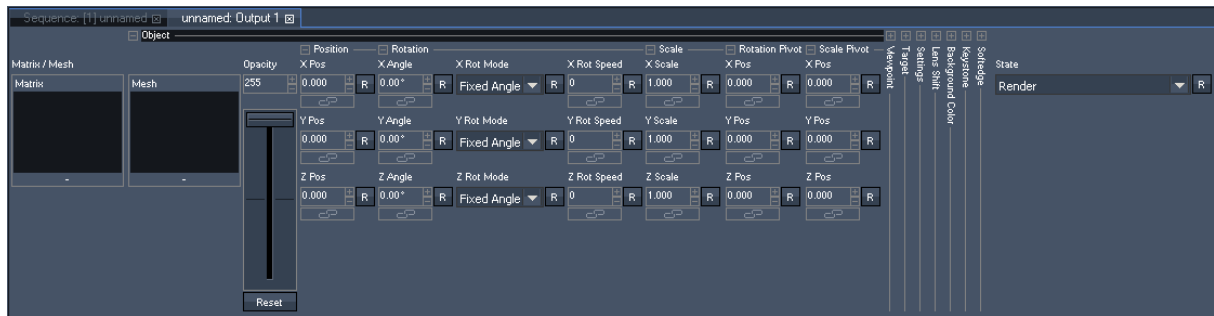 Sequence: [1] unnamed
unnamed: Output 1
Object
Position
Rotation
Scale
Rotation Pivot
Scale Pivot
Matrix / Mesh
Opacity
X Pos
X Angle
X Rot Mode
X Rot Speed
X Scale
X Pos
X Pos
State
Matrix
Mesh
255
0.000
R
0.00°
R
Fixed Angle
R
0
R
1.000
R
0.000
R
0.000
R
Render
R
Y Pos
Y Angle
Y Rot Mode
Y Rot Speed
Y Scale
Y Pos
Y Pos
0.000
R
0.00°
R
Fixed Angle
R
0
R
1.000
R
0.000
R
0.000
R
-
-
Z Pos
Z Angle
Z Rot Mode
Z Rot Speed
Z Scale
Z Pos
Z Pos
0.000
R
0.00°
R
Fixed Angle
R
0
R
1.000
R
0.000
R
0.000
R
Reset
Viewpoint
Target
Settings
Lens Shift
Background Color
Keystone
Softedge